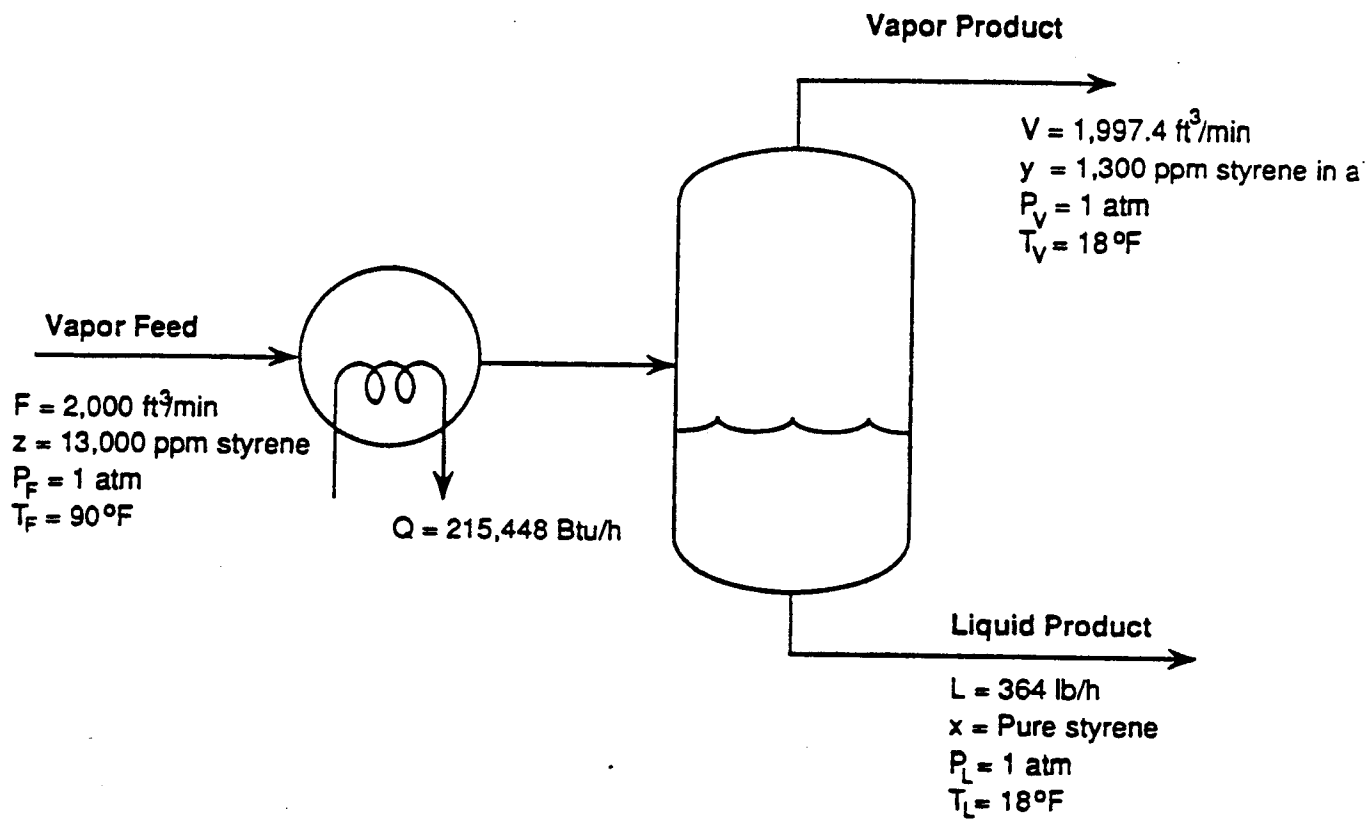 Vapor Product
V = 1,997.4 ft³/min
y = 1,300 ppm styrene in a
P_V = 1 atm
T_V = 18°F
Vapor Feed
F = 2,000 ft³/min
z = 13,000 ppm styrene
P_F = 1 atm
T_F = 90°F
Q = 215,448 Btu/h
Liquid Product
L = 364 lb/h
x = Pure styrene
P_L = 1 atm
T_L = 18°F